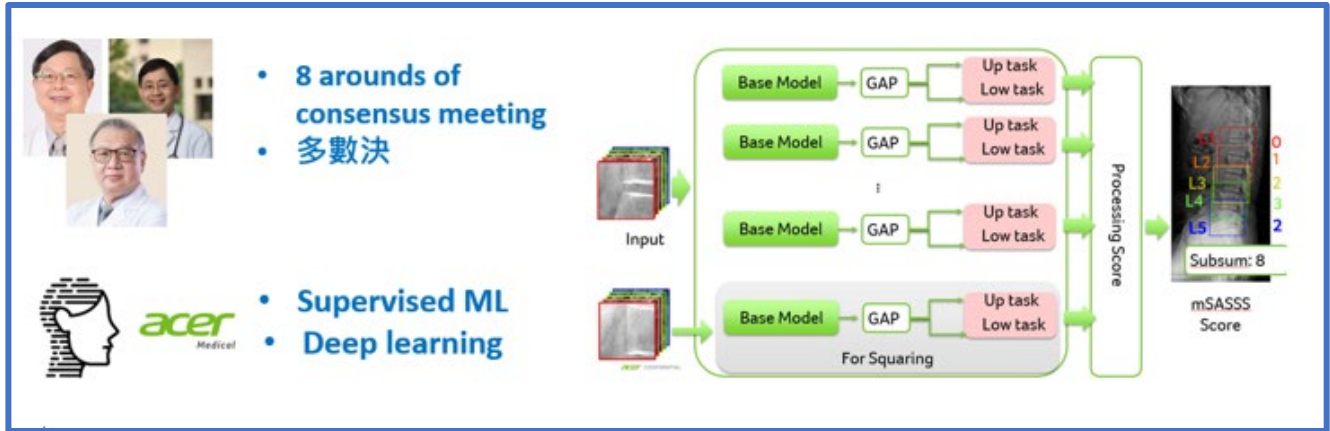 • 8 arounds of
consensus meeting
• 多數決
acer
Medical
• Supervised ML
• Deep learning
Input
Base Model
GAP
Up task
Low task
Base Model
GAP
Up task
Low task
⋮
Base Model
GAP
Up task
Low task
Base Model
GAP
Up task
Low task
For Squaring
acer CONFIDENTIAL
Processing Score
L1 0
L2 1
L3 2
L4 3
L5 2
Subsum: 8
mSASSS
Score